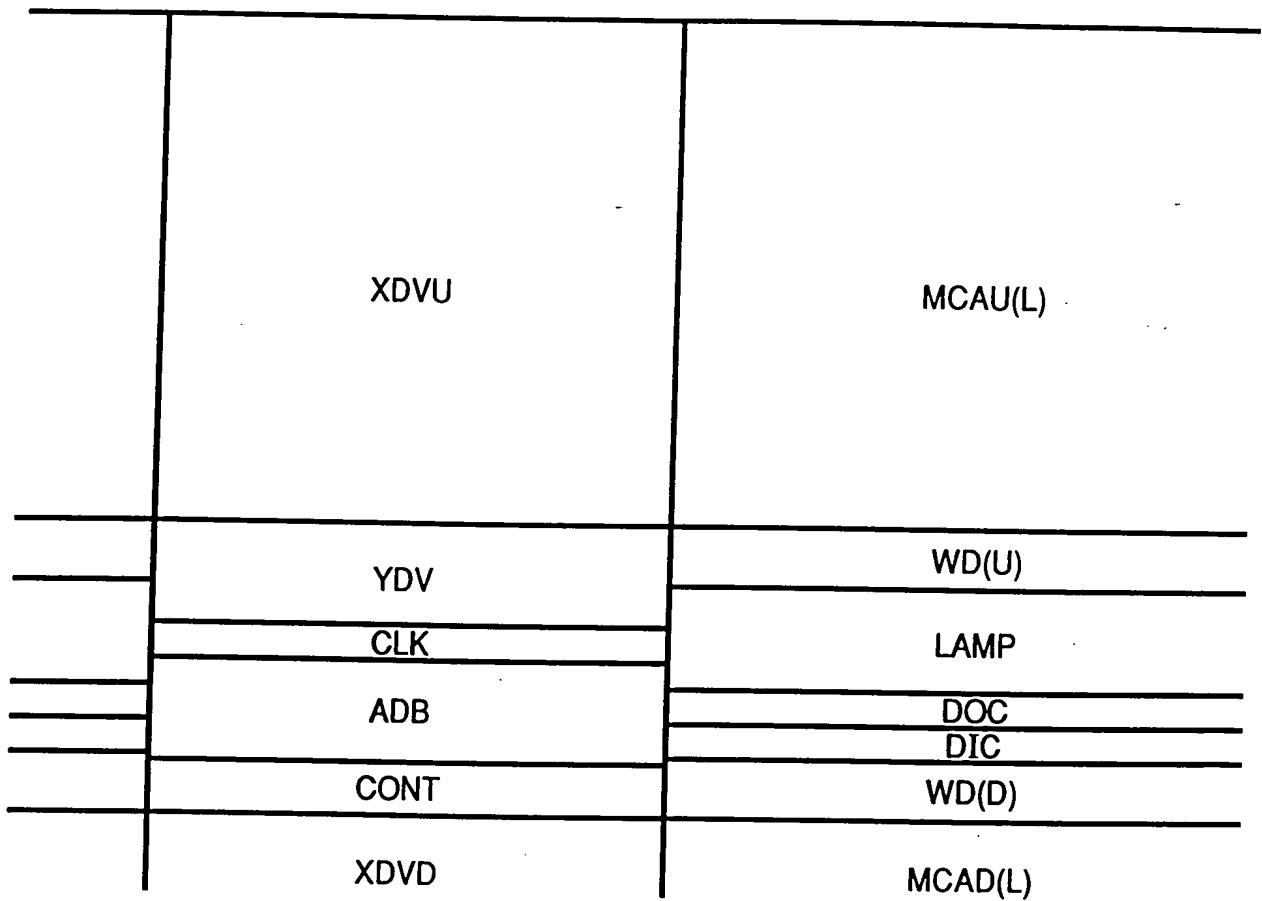 XDVU
MCAU(L)
YDV
WD(U)
CLK
LAMP
ADB
DOC
DIC
CONT
WD(D)
XDVD
MCAD(L)